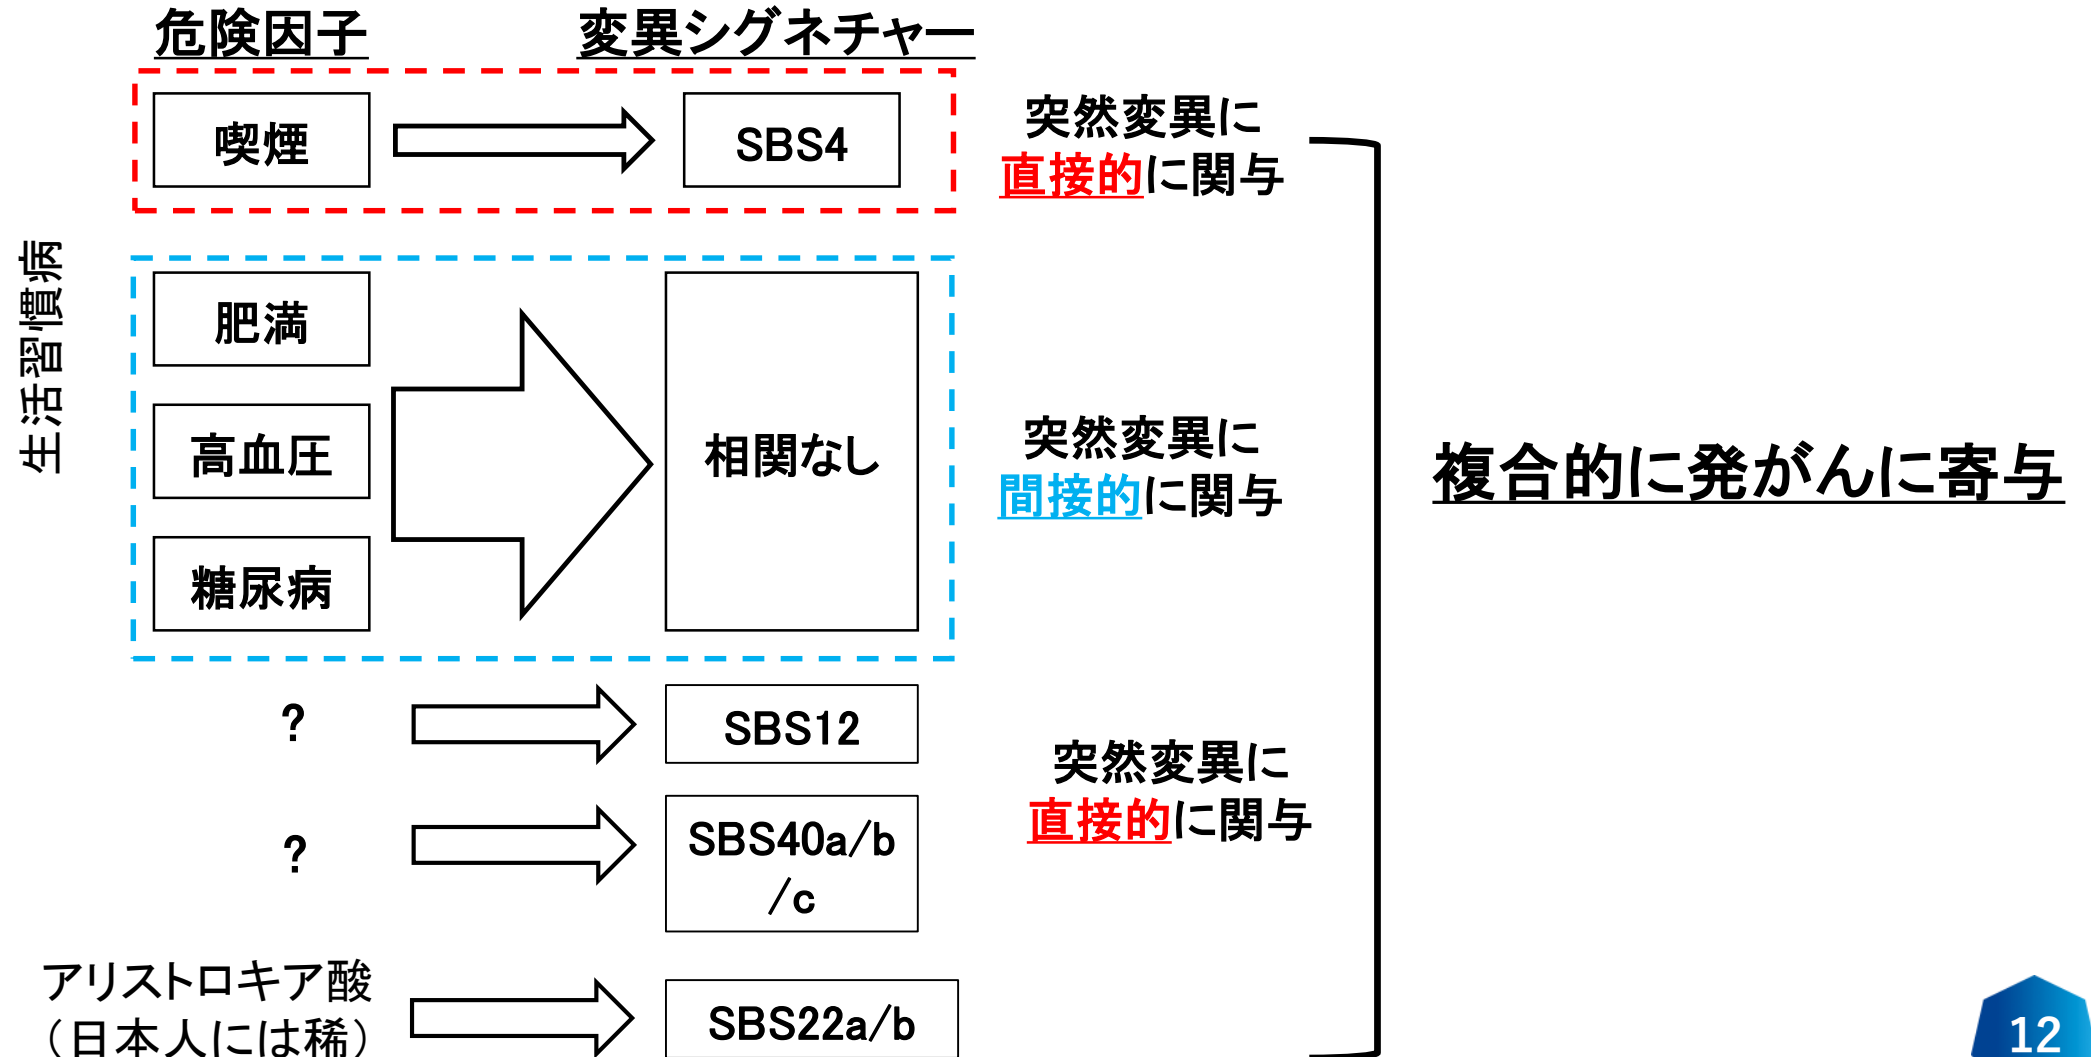 危険因子
変異シグネチャー
喫煙
SBS4
突然変異に
直接的に関与
生活習慣病
肥満
高血圧
糖尿病
相関なし
突然変異に
間接的に関与
複合的に発がんに寄与
?
SBS12
?
SBS40a/b
/c
突然変異に
直接的に関与
アリストロキア酸
（日本人には稀）
SBS22a/b
12